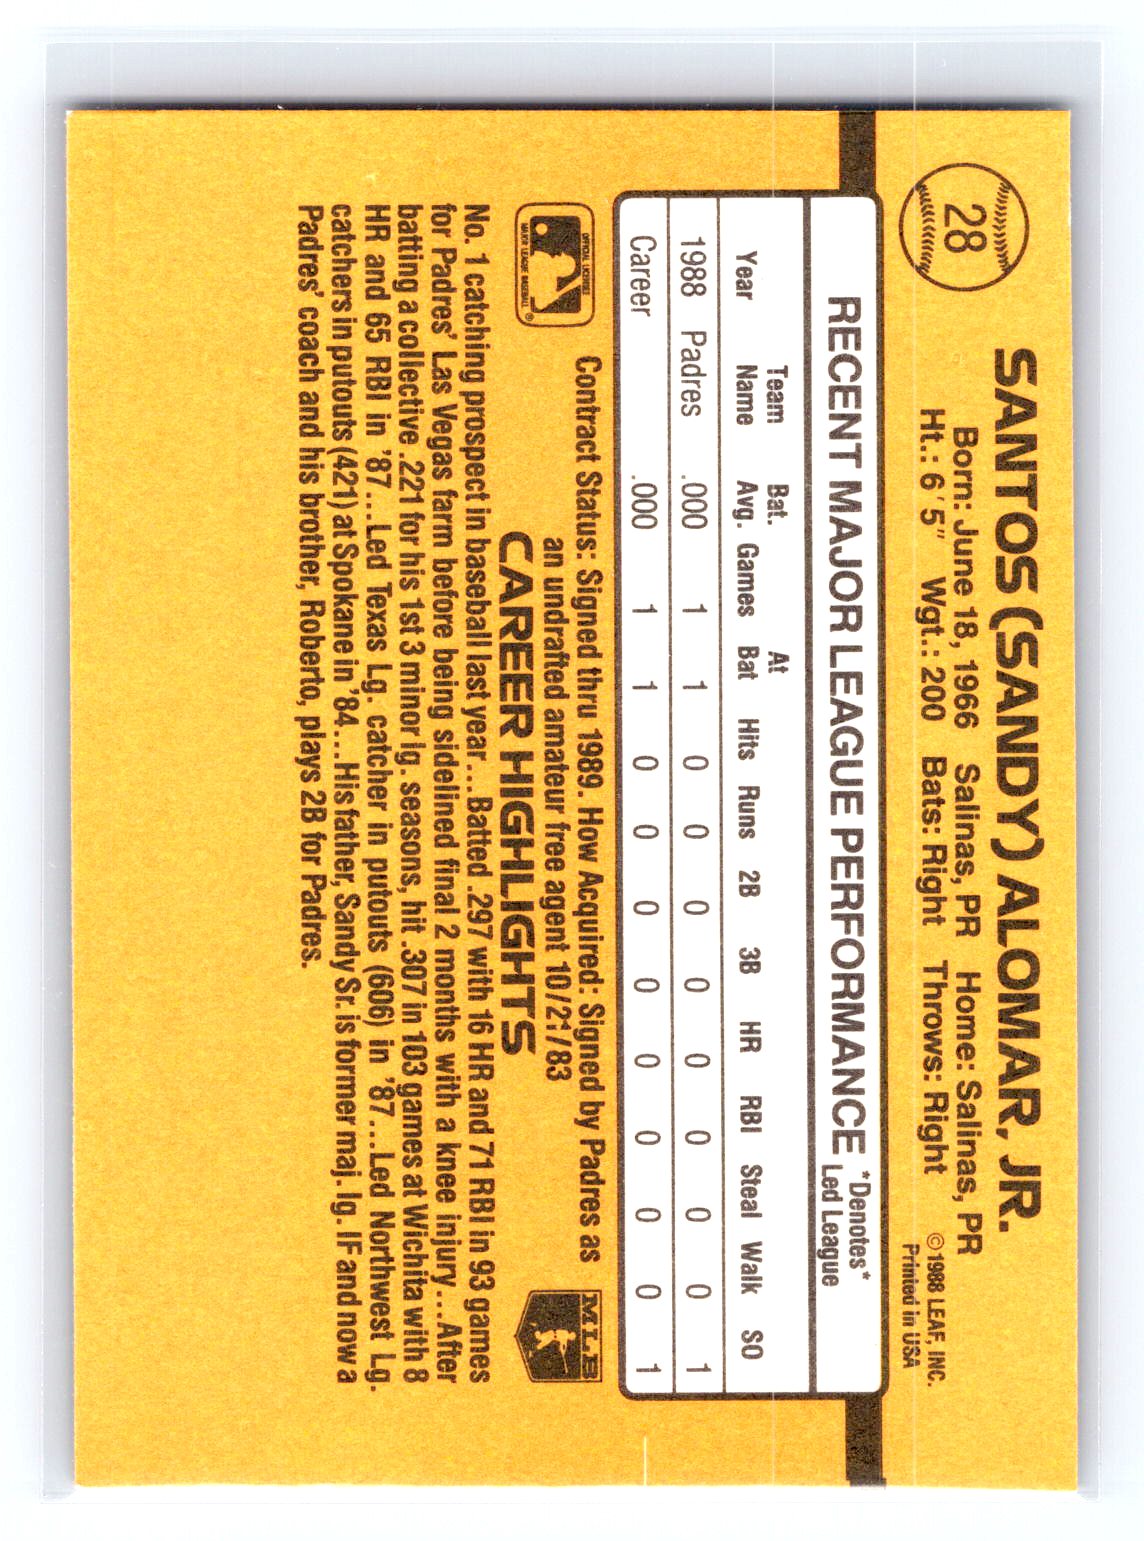 28
SANTOS (SANDY) ALOMAR, JR.
Born: June 18, 1966 Salinas, PR Home: Salinas, PR
Ht.: 6'5" Wgt.: 200 Bats: Right Throws: Right
©1988 LEAF, INC.
Printed in USA
RECENT MAJOR LEAGUE PERFORMANCE *Denotes*
Led League
Team Bat. At
Year Name Avg. Games Bat Hits Runs 2B 3B HR RBI Steal Walk SO
1988 Padres .000 1 1 0 0 0 0 0 0 0 0 1
Career .000 1 1 0 0 0 0 0 0 0 0 1
OFFICIAL LICENSEE
MAJOR LEAGUE BASEBALL ®
Contract Status: Signed thru 1989. How Acquired: Signed by Padres as
an undrafted amateur free agent 10/21/83
MLB
CAREER HIGHLIGHTS
No. 1 catching prospect in baseball last year...Batted .297 with 16 HR and 71 RBI in 93 games
for Padres' Las Vegas farm before being sidelined final 2 months with a knee injury...After
batting a collective .221 for his 1st 3 minor lg. seasons, hit .307 in 103 games at Wichita with 8
HR and 65 RBI in '87...Led Texas Lg. catcher in putouts (606) in '87...Led Northwest Lg.
catchers in putouts (421) at Spokane in '84...His father, Sandy Sr. is former maj. lg. IF and now a
Padres' coach and his brother, Roberto, plays 2B for Padres.